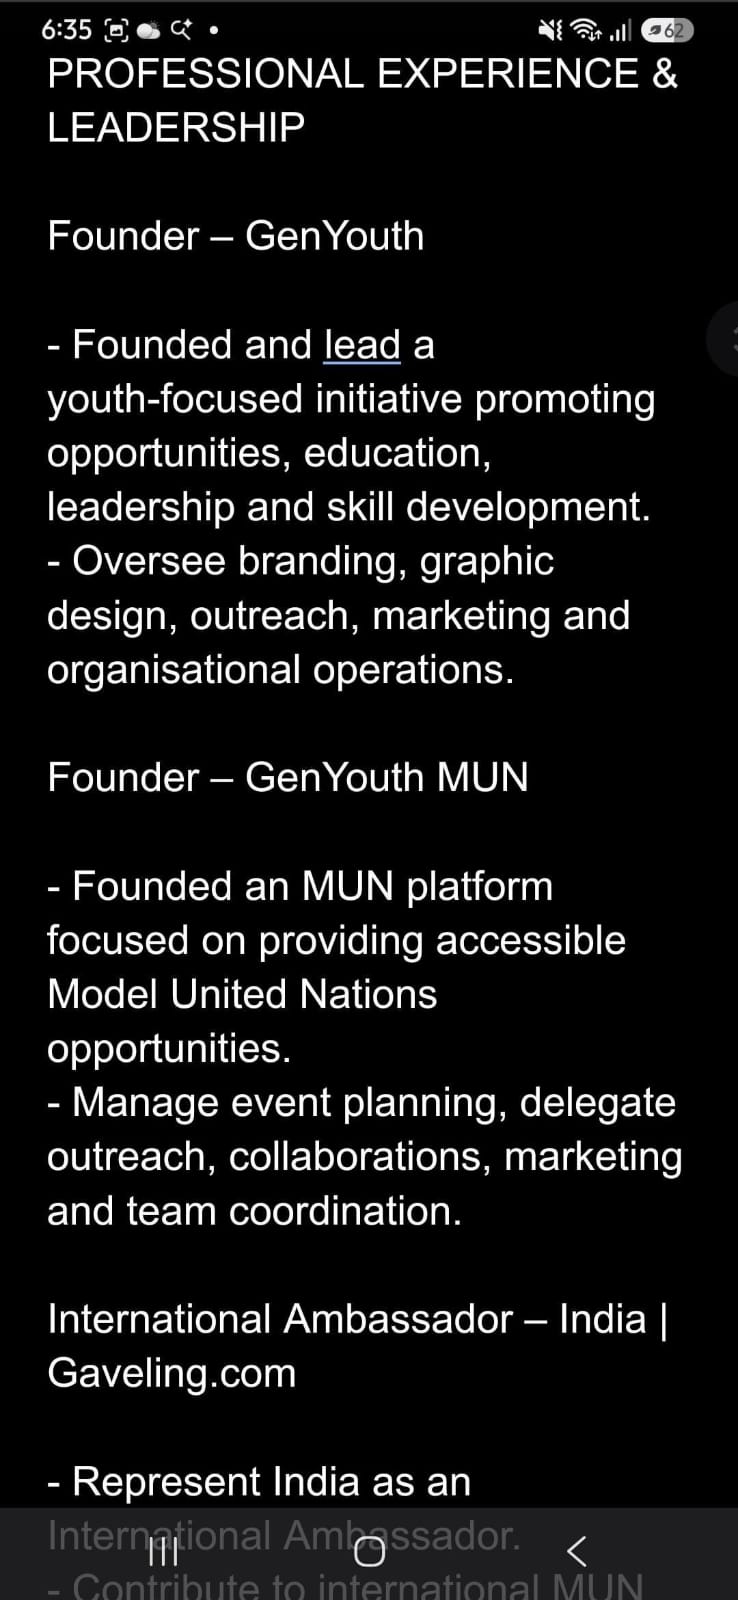 6:35
62
PROFESSIONAL EXPERIENCE &
LEADERSHIP
Founder – GenYouth
- Founded and lead a
youth-focused initiative promoting
opportunities, education,
leadership and skill development.
- Oversee branding, graphic
design, outreach, marketing and
organisational operations.
Founder – GenYouth MUN
- Founded an MUN platform
focused on providing accessible
Model United Nations
opportunities.
- Manage event planning, delegate
outreach, collaborations, marketing
and team coordination.
International Ambassador – India |
Gaveling.com
- Represent India as an
International Ambassador.
- Contribute to international MUN